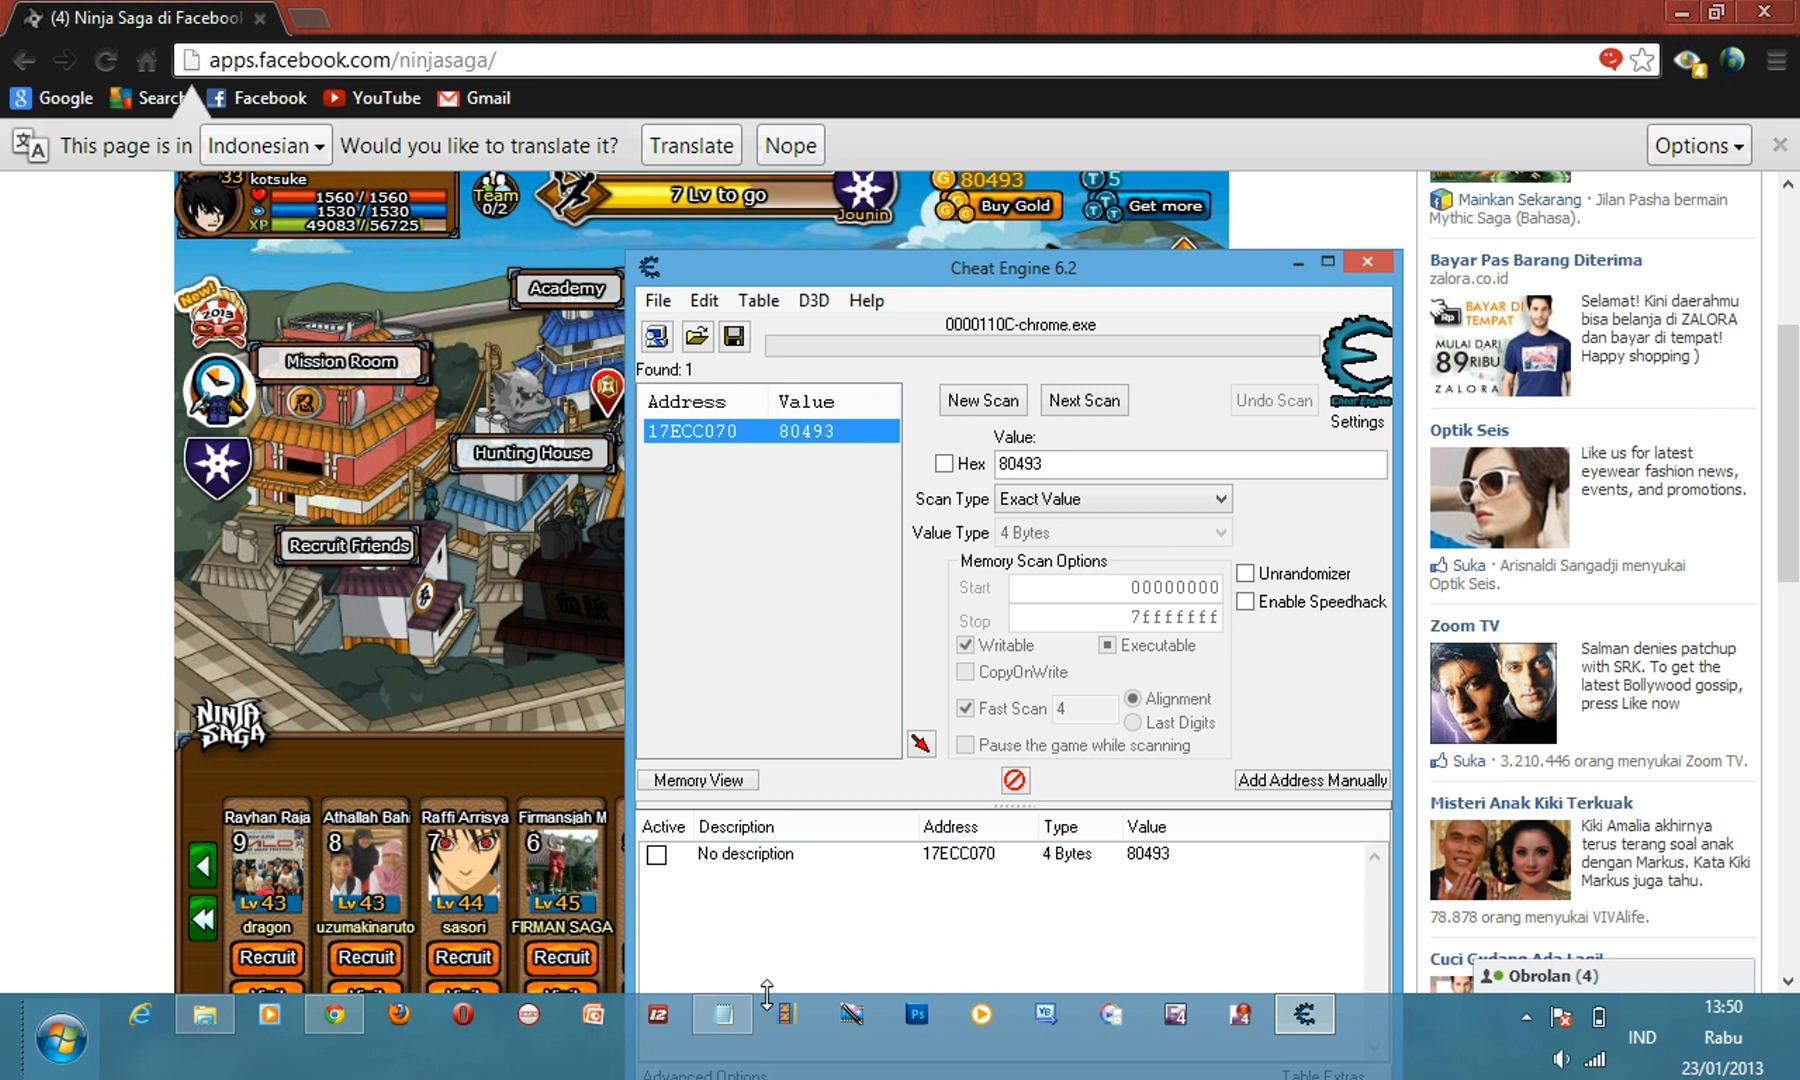 (4) Ninja Saga di Facebook
apps.facebook.com/ninjasaga/
Google
Search
Facebook
YouTube
Gmail
This page is in
Indonesian
Would you like to translate it?
Translate
Nope
Options
33
kotsuke
1560 / 1560
1530 / 1530
XP
49083 / 56725
Team
0/2
7 Lv to go
Jounin
G
80493
Buy Gold
T
5
Get more
New!
2013
Academy
Mission Room
Hunting House
Recruit Friends
NINJA
SAGA
Rayhan Raja
Athallah Bahi
Raffi Arrisya
Firmansjah M
9
8
7
6
Lv 43
Lv 43
Lv 44
Lv 45
dragon
uzumakinaruto
sasori
FIRMAN SAGA
Recruit
Recruit
Recruit
Recruit
Cheat Engine 6.2
File
Edit
Table
D3D
Help
0000110C-chrome.exe
Found: 1
Address
Value
17ECC070
80493
New Scan
Next Scan
Undo Scan
Cheat Engine
Settings
Value:
Hex
80493
Scan Type
Exact Value
Value Type
4 Bytes
Memory Scan Options
Start
00000000
Stop
7fffffff
Writable
Executable
CopyOnWrite
Fast Scan
4
Alignment
Last Digits
Pause the game while scanning
Unrandomizer
Enable Speedhack
Memory View
Add Address Manually
Active
Description
Address
Type
Value
No description
17ECC070
4 Bytes
80493
Advanced Options
Table Extras
Mainkan Sekarang · Jilan Pasha bermain
Mythic Saga (Bahasa).
Bayar Pas Barang Diterima
zalora.co.id
BAYAR DI
TEMPAT
Rp
MULAI DARI
89RIBU
ZALORA
Selamat! Kini daerahmu
bisa belanja di ZALORA
dan bayar di tempat!
Happy shopping )
Optik Seis
Like us for latest
eyewear fashion news,
events, and promotions.
Suka · Arisnaldi Sangadji menyukai
Optik Seis.
Zoom TV
Salman denies patchup
with SRK. To get the
latest Bollywood gossip,
press Like now
Suka · 3.210.446 orang menyukai Zoom TV.
Misteri Anak Kiki Terkuak
Kiki Amalia akhirnya
terus terang soal anak
dengan Markus. Kata Kiki
Markus juga tahu.
78.878 orang menyukai VIVAlife.
Cuci Gudang Ada Lagi!
Obrolan (4)
IND
13:50
Rabu
23/01/2013